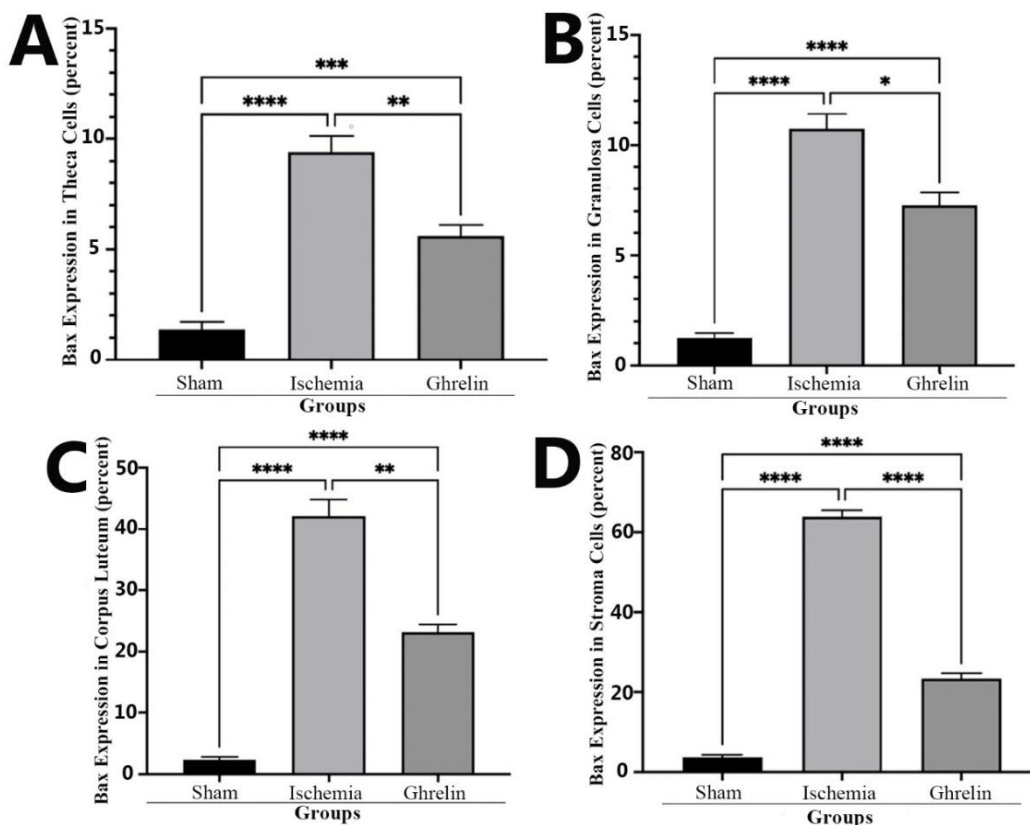 A
Bax Expression in Theca Cells (percent)
15
10
5
0
***
****
**
Sham
Ischemia
Ghrelin
Groups
B
Bax Expression in Granulosa Cells (percent)
15
10
5
0
****
****
*
Sham
Ischemia
Ghrelin
Groups
C
Bax Expression in Corpus Luteum (percent)
50
40
30
20
10
0
****
****
**
Sham
Ischemia
Ghrelin
Groups
D
Bax Expression in Stroma Cells (percent)
80
60
40
20
0
****
****
****
Sham
Ischemia
Ghrelin
Groups